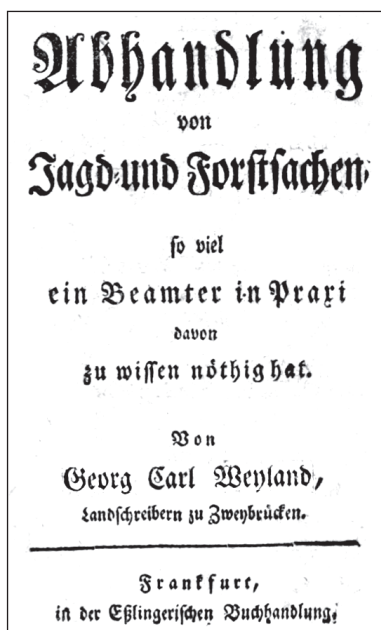 Abhandlung
von
Jagd- und Forstsachen,
so viel
ein Beamter in Praxi
davon
zu wissen nöthig hat.
Von
Georg Carl Weyland,
Landschreibern zu Zweybrücken.
Frankfurt,
in der Eßlingerischen Buchhandlung,